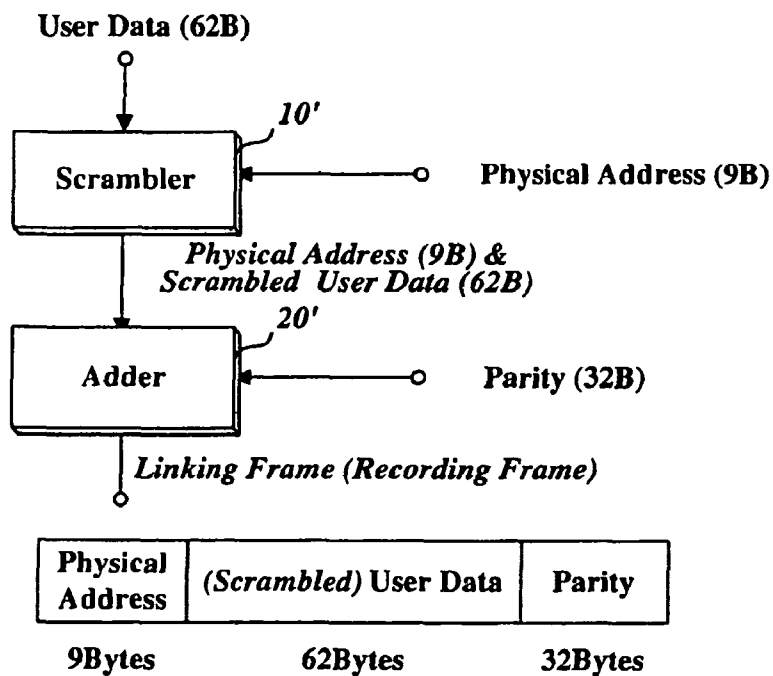 User Data (62B)
10'
Scrambler
Physical Address (9B)
Physical Address (9B) &
Scrambled User Data (62B)
20'
Adder
Parity (32B)
Linking Frame (Recording Frame)
Physical
Address
(Scrambled) User Data
Parity
9Bytes
62Bytes
32Bytes